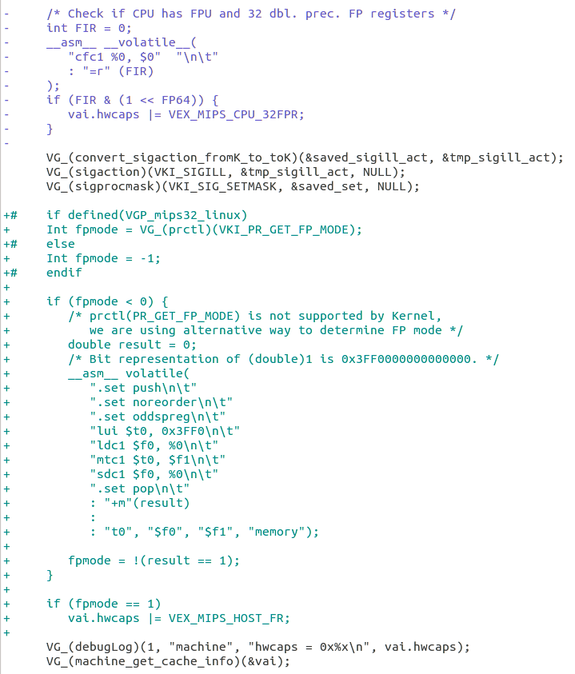 -     /* Check if CPU has FPU and 32 dbl. prec. FP registers */
-     int FIR = 0;
-     __asm__ __volatile__(
-        "cfc1 %0, $0"  "\n\t"
-        : "=r" (FIR)
-     );
-     if (FIR & (1 << FP64)) {
-        vai.hwcaps |= VEX_MIPS_CPU_32FPR;
-     }
-
      VG_(convert_sigaction_fromK_to_toK)(&saved_sigill_act, &tmp_sigill_act);
      VG_(sigaction)(VKI_SIGILL, &tmp_sigill_act, NULL);
      VG_(sigprocmask)(VKI_SIG_SETMASK, &saved_set, NULL);

+#    if defined(VGP_mips32_linux)
+     Int fpmode = VG_(prctl)(VKI_PR_GET_FP_MODE);
+#    else
+     Int fpmode = -1;
+#    endif
+
+     if (fpmode < 0) {
+        /* prctl(PR_GET_FP_MODE) is not supported by Kernel,
+           we are using alternative way to determine FP mode */
+        double result = 0;
+        /* Bit representation of (double)1 is 0x3FF0000000000000. */
+        __asm__ volatile(
+           ".set push\n\t"
+           ".set noreorder\n\t"
+           ".set oddspreg\n\t"
+           "lui $t0, 0x3FF0\n\t"
+           "ldc1 $f0, %0\n\t"
+           "mtc1 $t0, $f1\n\t"
+           "sdc1 $f0, %0\n\t"
+           ".set pop\n\t"
+           : "+m"(result)
+           :
+           : "t0", "$f0", "$f1", "memory");
+
+        fpmode = !(result == 1);
+     }
+
+     if (fpmode == 1)
+        vai.hwcaps |= VEX_MIPS_HOST_FR;
+
      VG_(debugLog)(1, "machine", "hwcaps = 0x%x\n", vai.hwcaps);
      VG_(machine_get_cache_info)(&vai);